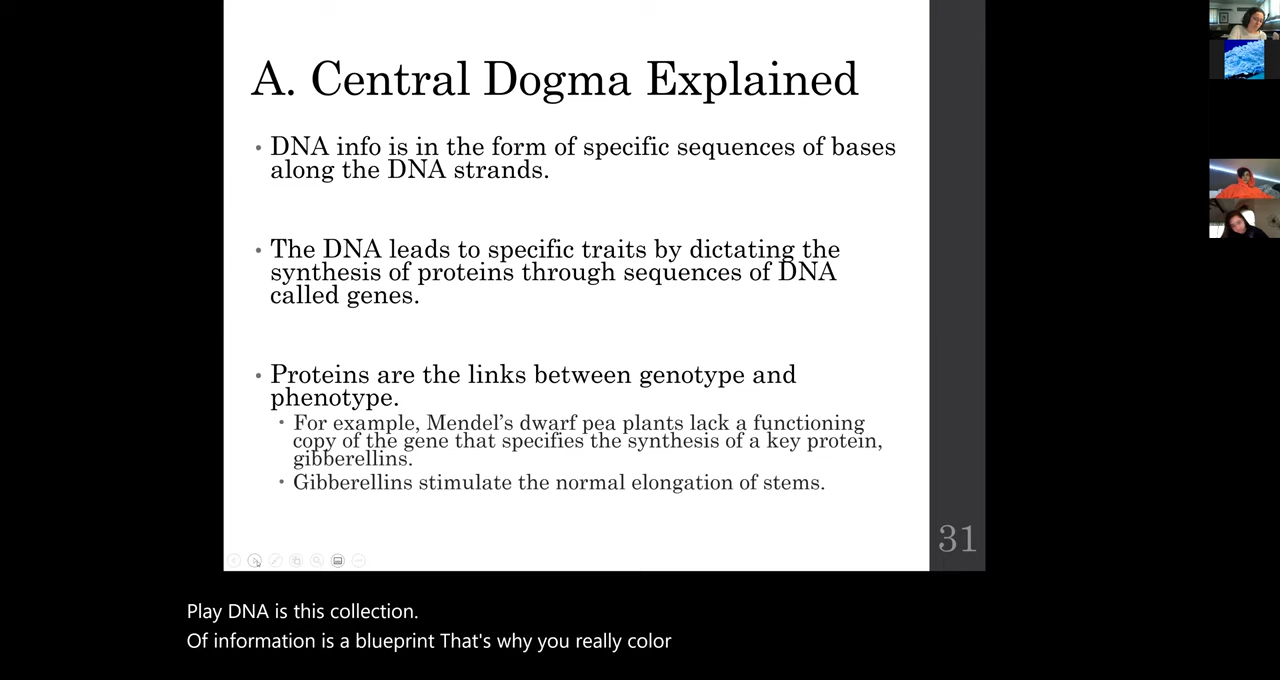 A. Central Dogma Explained
• DNA info is in the form of specific sequences of bases
along the DNA strands.
• The DNA leads to specific traits by dictating the
synthesis of proteins through sequences of DNA
called genes.
• Proteins are the links between genotype and
phenotype.
• For example, Mendel's dwarf pea plants lack a functioning
copy of the gene that specifies the synthesis of a key protein,
gibberellins.
• Gibberellins stimulate the normal elongation of stems.
31
Play DNA is this collection.
Of information is a blueprint That's why you really color